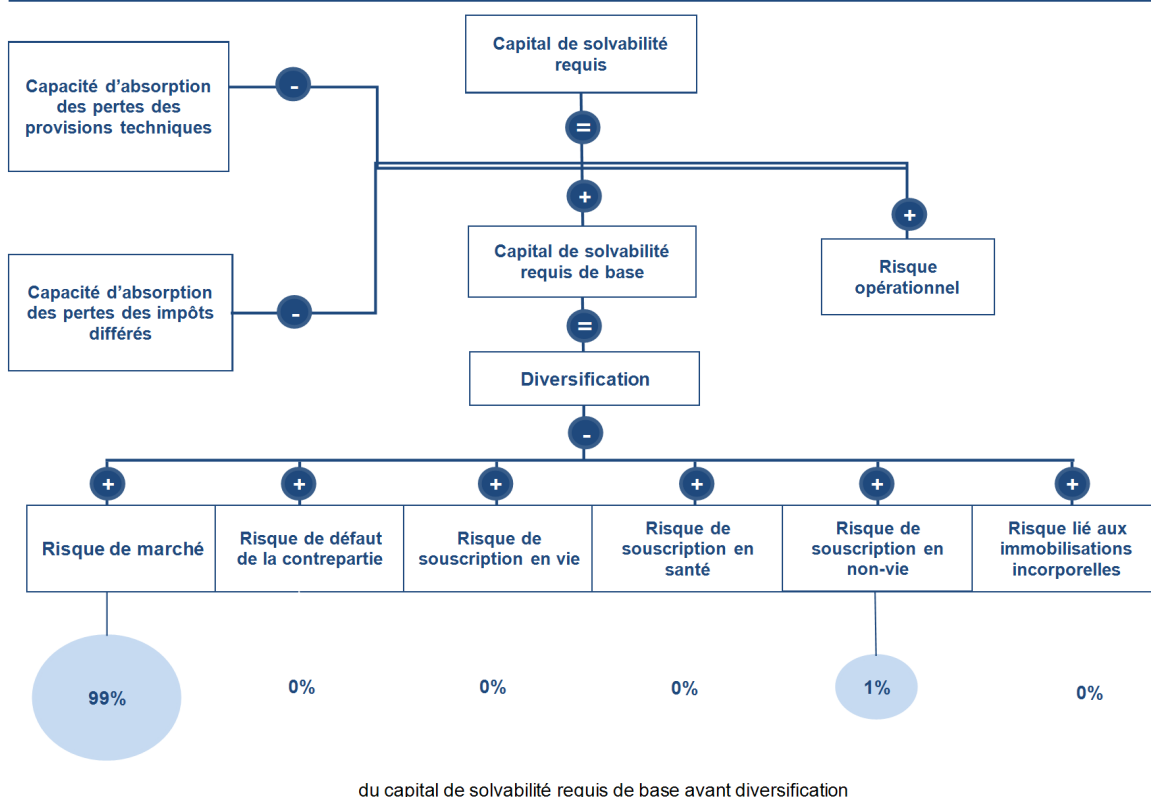 Capital de solvabilité
requis
Capacité d'absorption
des pertes des
provisions techniques
-
=
+
+
Capital de solvabilité
requis de base
Risque
opérationnel
Capacité d'absorption
des pertes des impôts
différés
-
=
Diversification
-
+
+
+
+
+
+
Risque de marché
Risque de défaut
de la contrepartie
Risque de
souscription en vie
Risque de
souscription en
santé
Risque de
souscription en
non-vie
Risque lié aux
immobilisations
incorporelles
99%
0%
0%
0%
1%
0%
du capital de solvabilité requis de base avant diversification